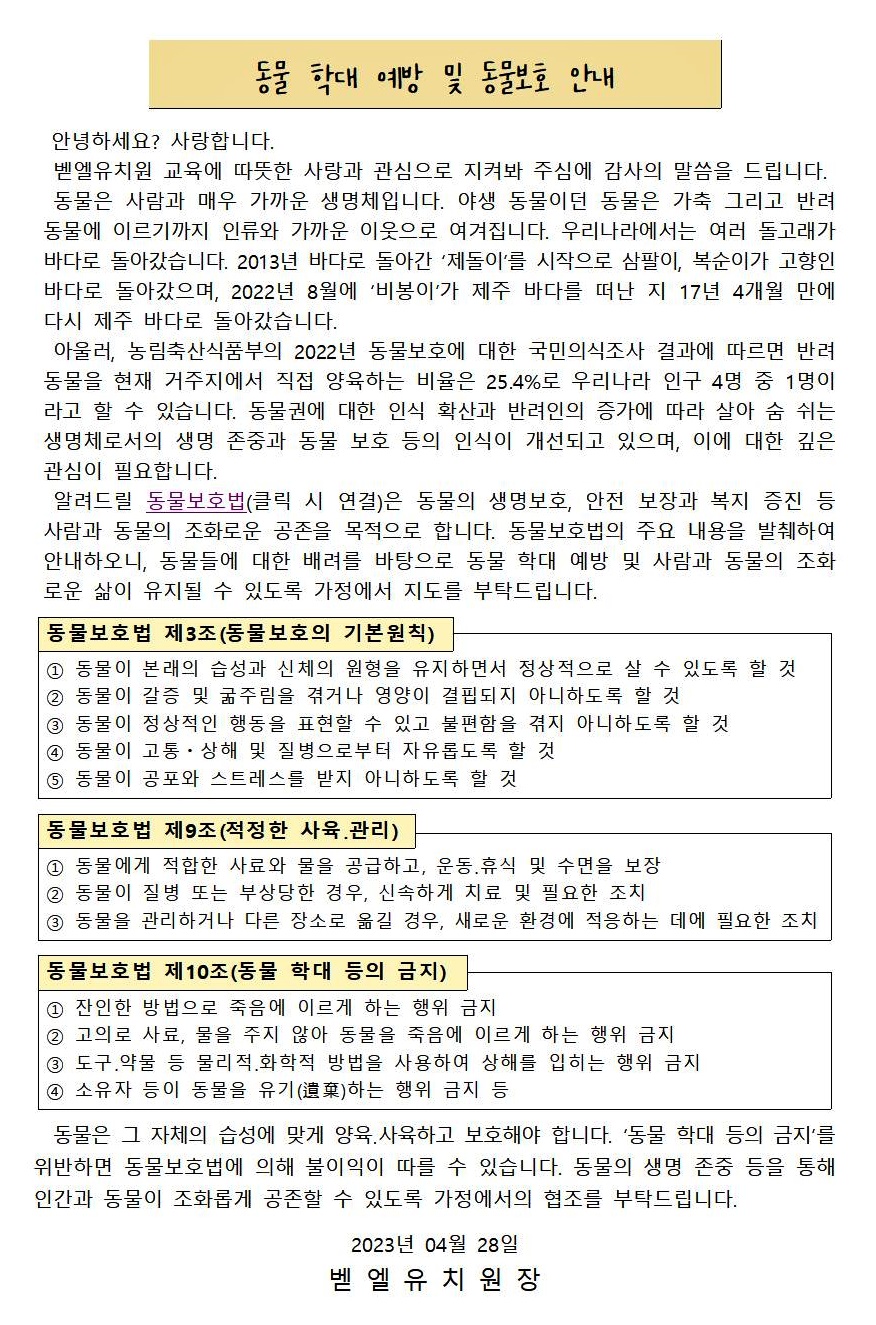 동물 학대 예방 및 동물보호 안내
안녕하세요? 사랑합니다.
벧엘유치원 교육에 따뜻한 사랑과 관심으로 지켜봐 주심에 감사의 말씀을 드립니다.
동물은 사람과 매우 가까운 생명체입니다. 야생 동물이던 동물은 가축 그리고 반려
동물에 이르기까지 인류와 가까운 이웃으로 여겨집니다. 우리나라에서는 여러 돌고래가
바다로 돌아갔습니다. 2013년 바다로 돌아간 ‘제돌이’를 시작으로 삼팔이, 복순이가 고향인
바다로 돌아갔으며, 2022년 8월에 ‘비봉이’가 제주 바다를 떠난 지 17년 4개월 만에
다시 제주 바다로 돌아갔습니다.
아울러, 농림축산식품부의 2022년 동물보호에 대한 국민의식조사 결과에 따르면 반려
동물을 현재 거주지에서 직접 양육하는 비율은 25.4%로 우리나라 인구 4명 중 1명이
라고 할 수 있습니다. 동물권에 대한 인식 확산과 반려인의 증가에 따라 살아 숨 쉬는
생명체로서의 생명 존중과 동물 보호 등의 인식이 개선되고 있으며, 이에 대한 깊은
관심이 필요합니다.
알려드릴 동물보호법(클릭 시 연결)은 동물의 생명보호, 안전 보장과 복지 증진 등
사람과 동물의 조화로운 공존을 목적으로 합니다. 동물보호법의 주요 내용을 발췌하여
안내하오니, 동물들에 대한 배려를 바탕으로 동물 학대 예방 및 사람과 동물의 조화
로운 삶이 유지될 수 있도록 가정에서 지도를 부탁드립니다.
동물보호법 제3조(동물보호의 기본원칙)
① 동물이 본래의 습성과 신체의 원형을 유지하면서 정상적으로 살 수 있도록 할 것
② 동물이 갈증 및 굶주림을 겪거나 영양이 결핍되지 아니하도록 할 것
③ 동물이 정상적인 행동을 표현할 수 있고 불편함을 겪지 아니하도록 할 것
④ 동물이 고통·상해 및 질병으로부터 자유롭도록 할 것
⑤ 동물이 공포와 스트레스를 받지 아니하도록 할 것
동물보호법 제9조(적정한 사육.관리)
① 동물에게 적합한 사료와 물을 공급하고, 운동.휴식 및 수면을 보장
② 동물이 질병 또는 부상당한 경우, 신속하게 치료 및 필요한 조치
③ 동물을 관리하거나 다른 장소로 옮길 경우, 새로운 환경에 적응하는 데에 필요한 조치
동물보호법 제10조(동물 학대 등의 금지)
① 잔인한 방법으로 죽음에 이르게 하는 행위 금지
② 고의로 사료, 물을 주지 않아 동물을 죽음에 이르게 하는 행위 금지
③ 도구.약물 등 물리적.화학적 방법을 사용하여 상해를 입히는 행위 금지
④ 소유자 등이 동물을 유기(遺棄)하는 행위 금지 등
동물은 그 자체의 습성에 맞게 양육.사육하고 보호해야 합니다. ‘동물 학대 등의 금지’를
위반하면 동물보호법에 의해 불이익이 따를 수 있습니다. 동물의 생명 존중 등을 통해
인간과 동물이 조화롭게 공존할 수 있도록 가정에서의 협조를 부탁드립니다.
2023년 04월 28일
벧 엘 유 치 원 장